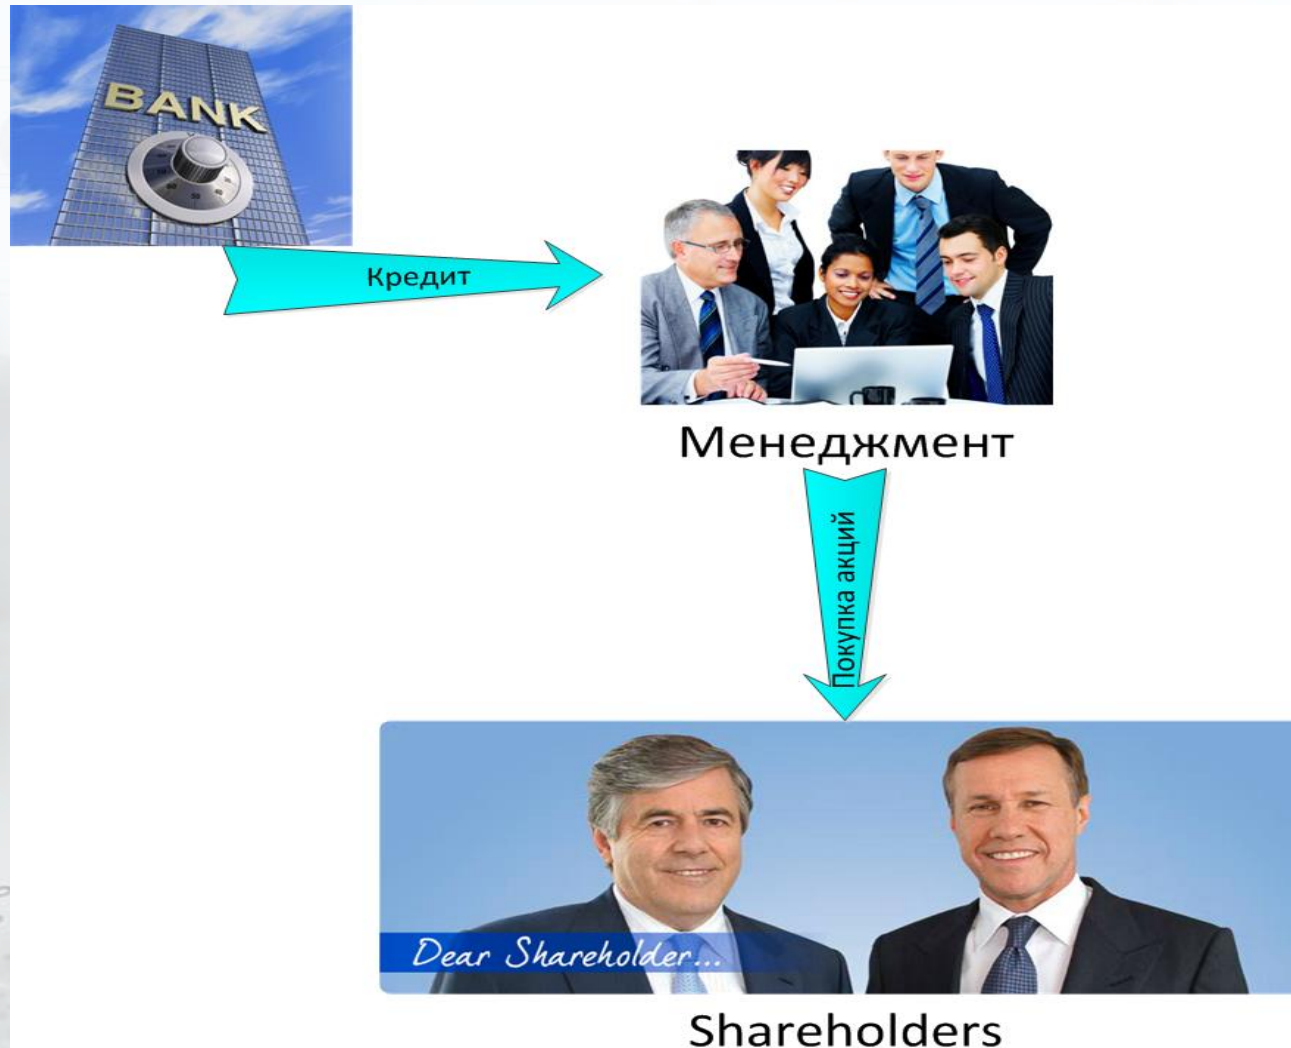 BANK
Кредит
Менеджмент
Покупка акций
Dear Shareholder...
Shareholders